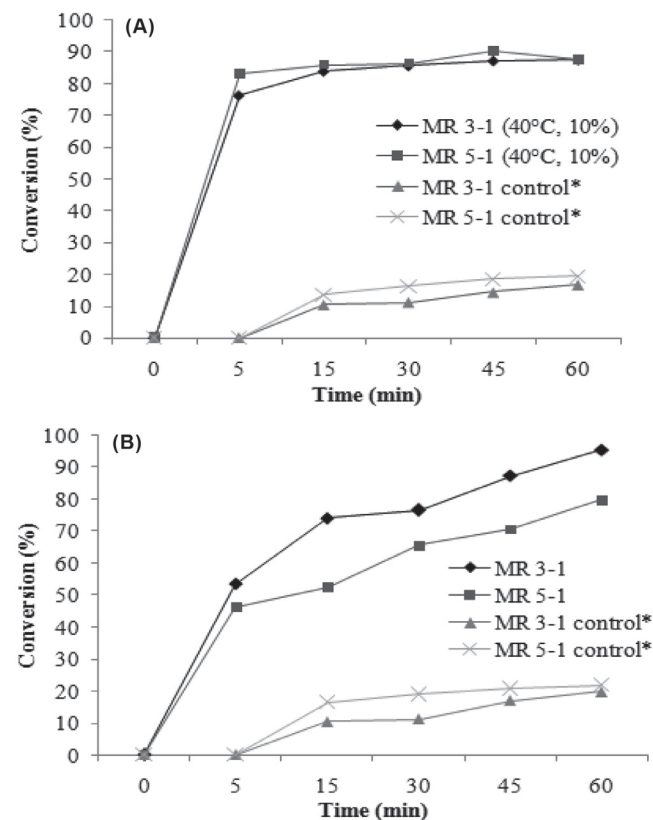 (A)
100
90
80
70
60
50
40
30
20
10
0
Conversion (%)
MR 3-1 (40°C, 10%)
MR 5-1 (40°C, 10%)
MR 3-1 control*
MR 5-1 control*
0 5 15 30 45 60
Time (min)
(B)
100
90
80
70
60
50
40
30
20
10
0
Conversion (%)
MR 3-1
MR 5-1
MR 3-1 control*
MR 5-1 control*
0 5 15 30 45 60
Time (min)